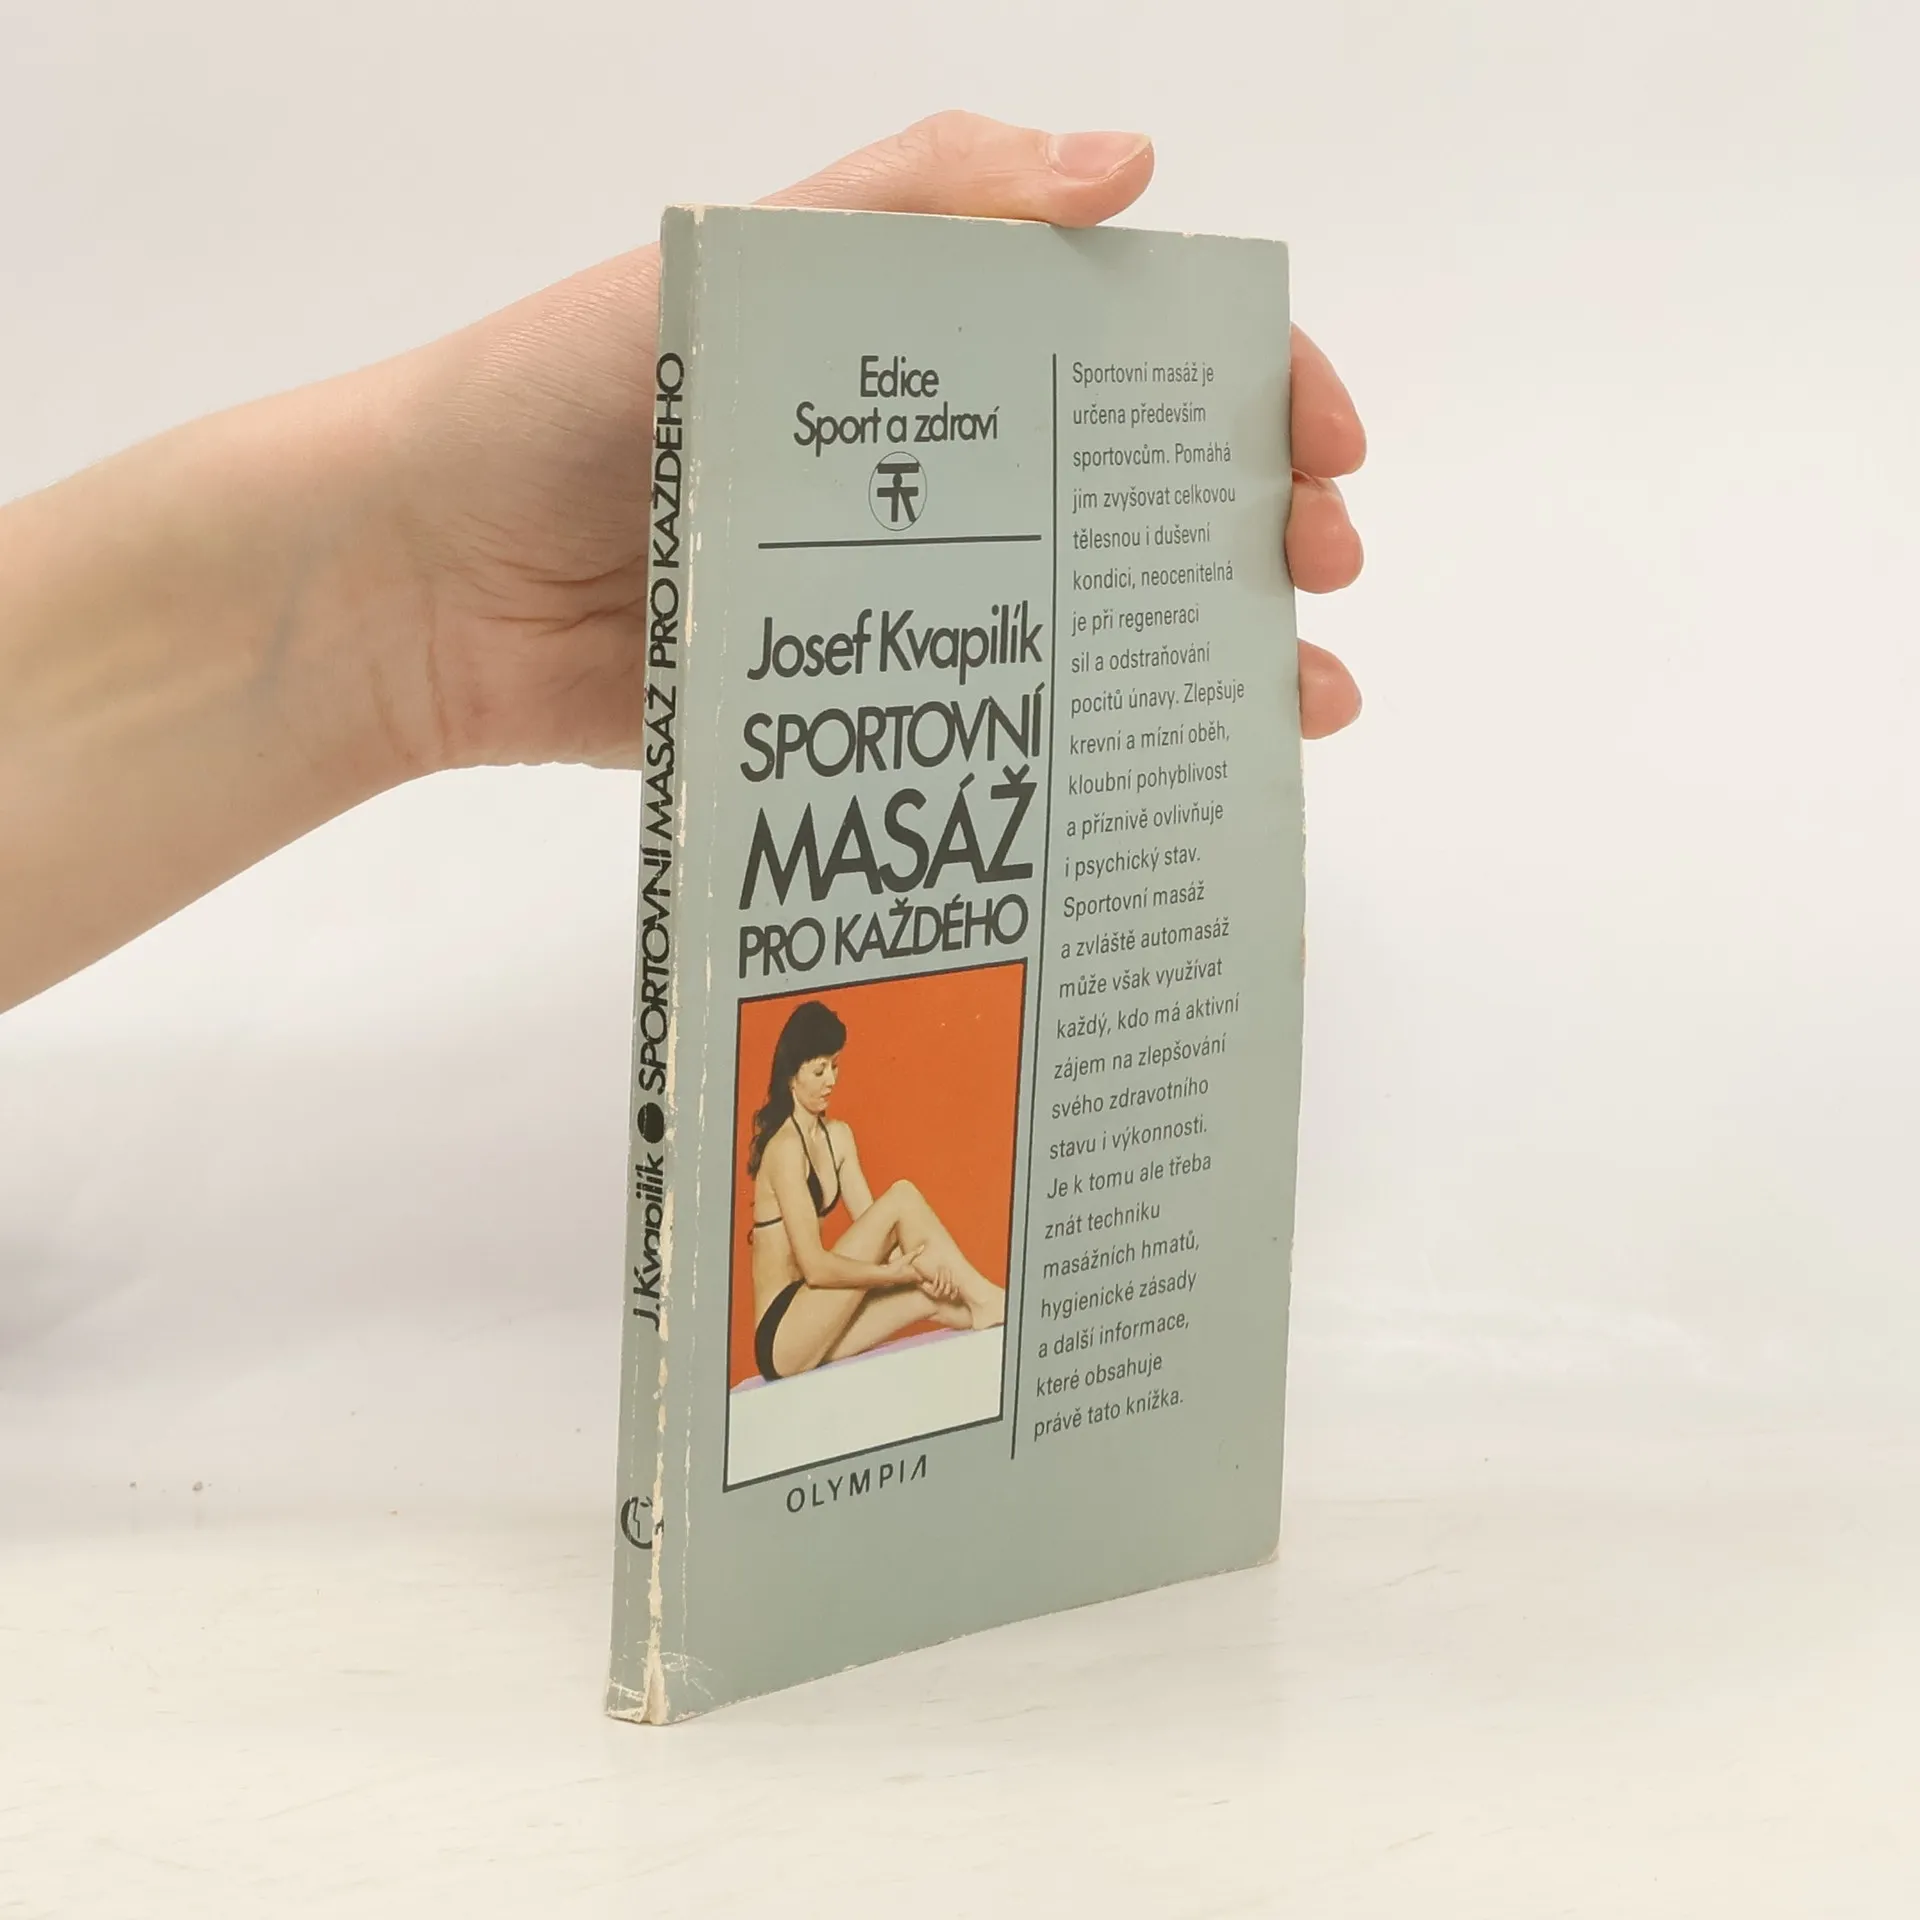 J. Kvapilík ● SPORTOVNÍ MASÁŽ PRO KAŽDÉHO
Edice
Sport a zdraví
Josef Kvapilík
SPORTOVNÍ
MASÁŽ
PRO KAŽDÉHO
OLYMPIA
Sportovní masáž je
určena především
sportovcům. Pomáhá
jim zvyšovat celkovou
tělesnou i duševní
kondici, neocenitelná
je při regeneraci
sil a odstraňování
pocitů únavy. Zlepšuje
krevní a mízní oběh,
kloubní pohyblivost
a příznivě ovlivňuje
i psychický stav.
Sportovní masáž
a zvláště automasáž
může však využívat
každý, kdo má aktivní
zájem na zlepšování
svého zdravotního
stavu i výkonnosti.
Je k tomu ale třeba
znát techniku
masážních hmatů,
hygienické zásady
a další informace,
které obsahuje
právě tato knížka.